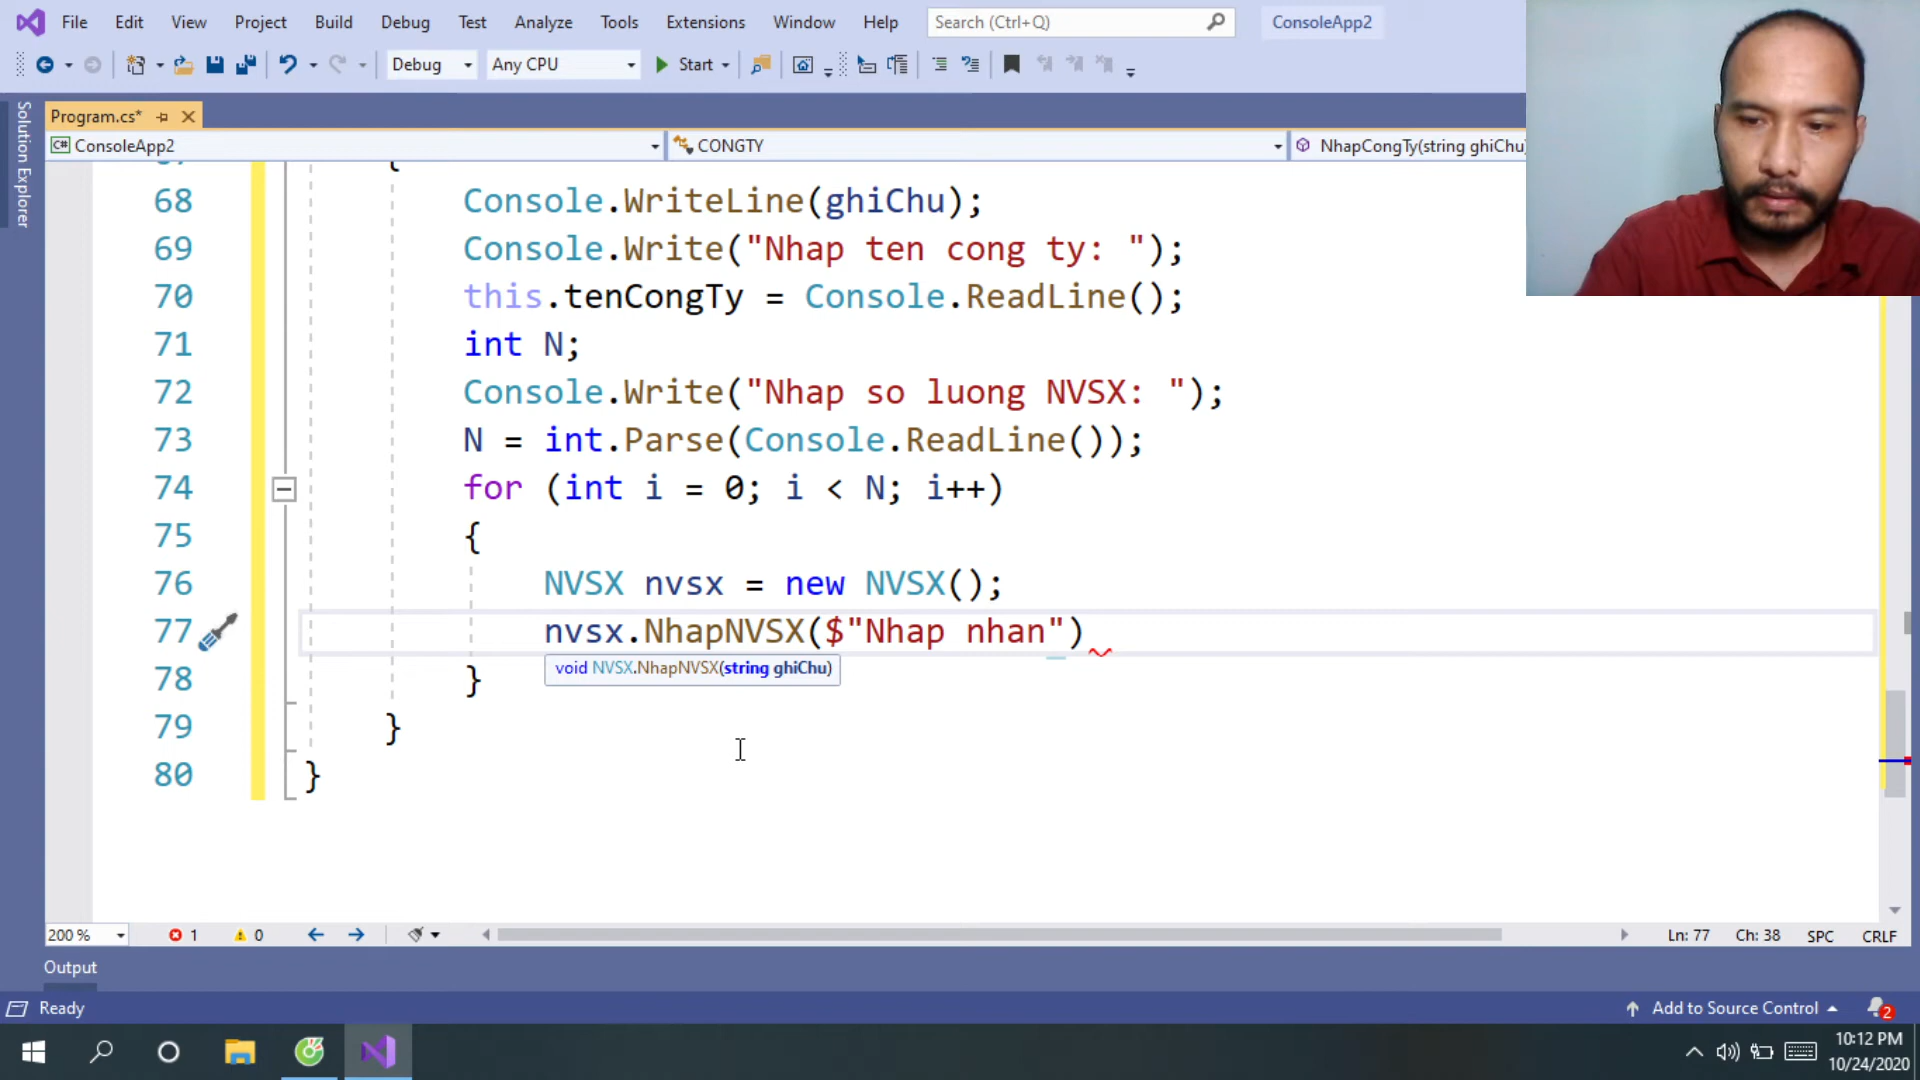 File Edit View Project Build Debug Test Analyze Tools Extensions Window Help Search (Ctrl+Q) ConsoleApp2
Debug Any CPU Start
Solution Explorer
Program.cs*
C# ConsoleApp2 CONGTY NhapCongTy(string ghiChu)
{
68 Console.WriteLine(ghiChu);
69 Console.Write("Nhap ten cong ty: ");
70 this.tenCongTy = Console.ReadLine();
71 int N;
72 Console.Write("Nhap so luong NVSX: ");
73 N = int.Parse(Console.ReadLine());
74 for (int i = 0; i < N; i++)
75 {
76 NVSX nvsx = new NVSX();
77 nvsx.NhapNVSX($"Nhap nhan")
void NVSX.NhapNVSX(string ghiChu)
78 }
79 }
80 }
200 % 1 0 Ln: 77 Ch: 38 SPC CRLF
Output
Ready Add to Source Control 2
10:12 PM
10/24/2020